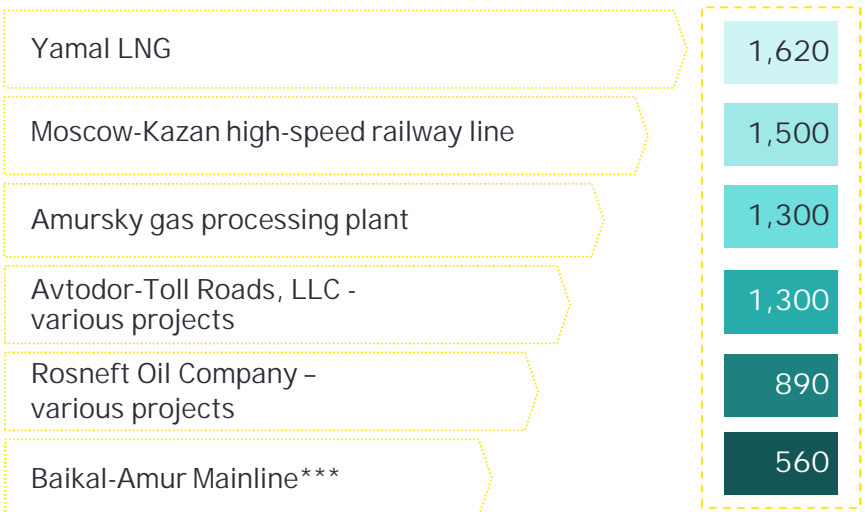 Yamal LNG
1,620
Moscow-Kazan high-speed railway line
1,500
Amursky gas processing plant
1,300
Avtodor-Toll Roads, LLC -
various projects
1,300
Rosneft Oil Company –
various projects
890
Baikal-Amur Mainline***
560